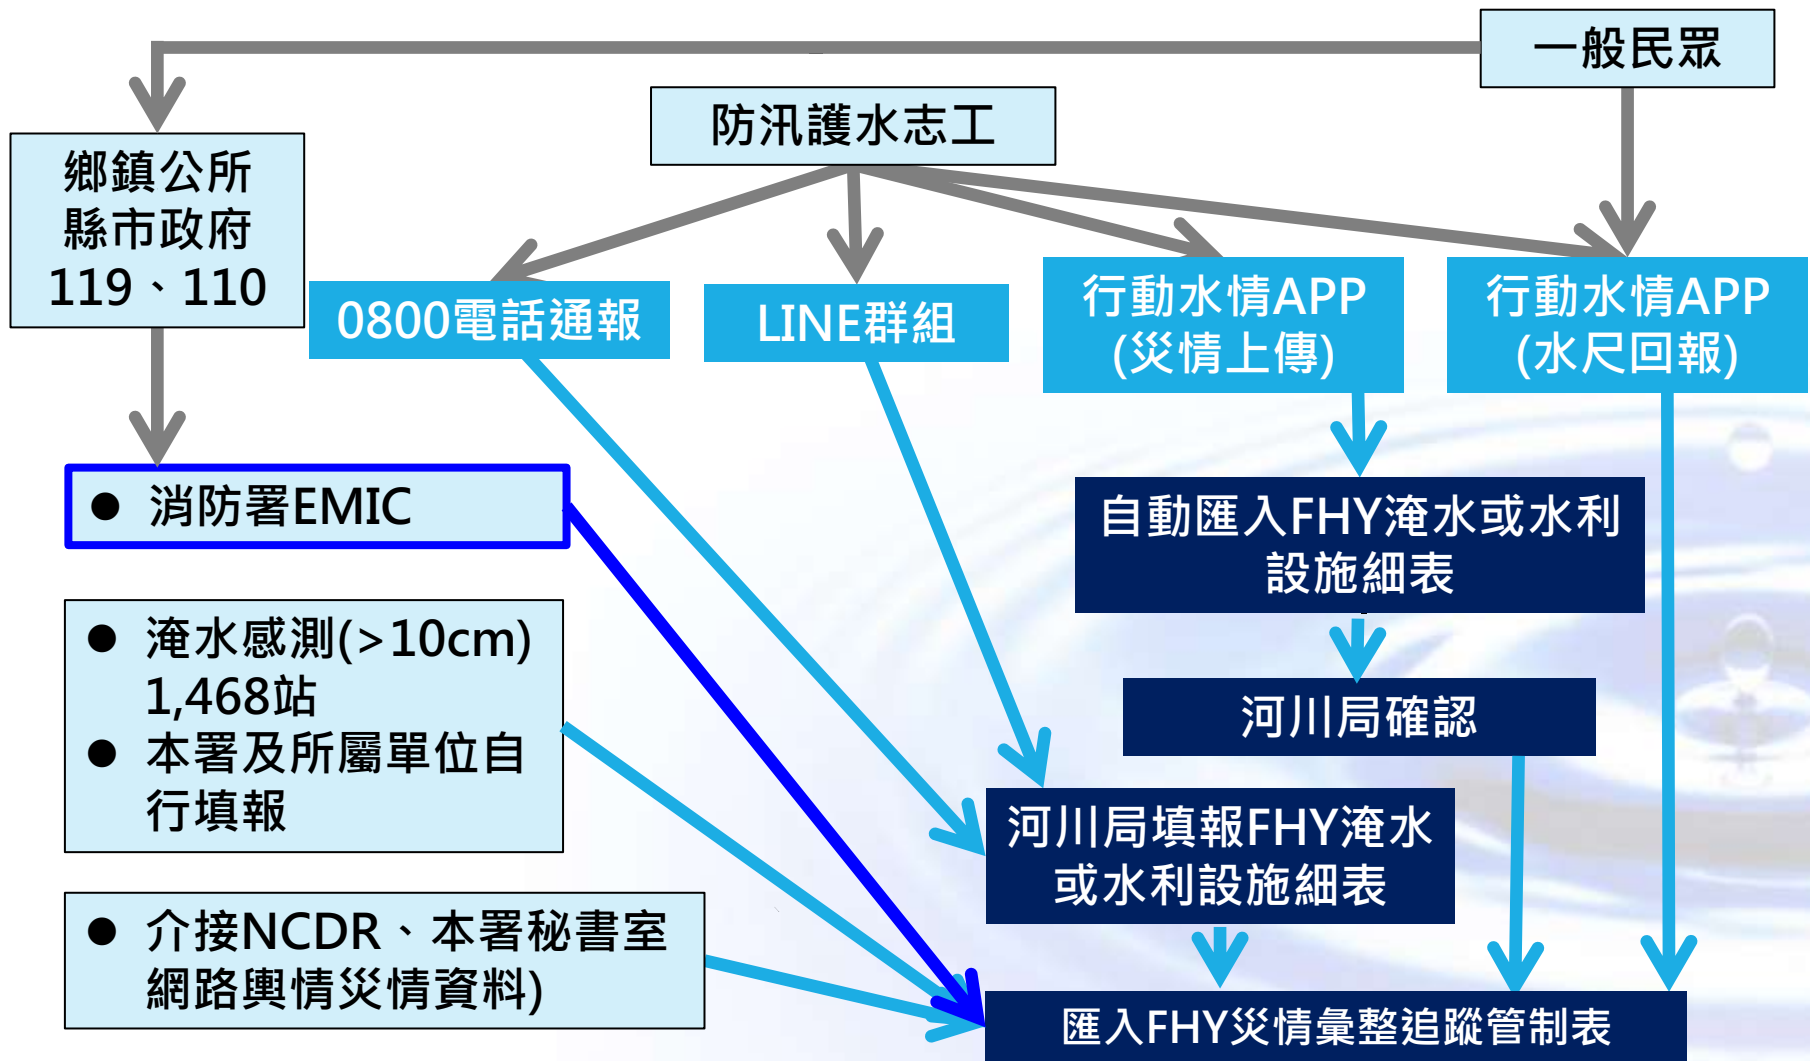 一般民眾
防汛護水志工
鄉鎮公所
縣市政府
119、110
0800電話通報
LINE群組
行動水情APP
(災情上傳)
行動水情APP
(水尺回報)
● 消防署EMIC
自動匯入FHY淹水或水利
設施細表
● 淹水感測(>10cm)
1,468站
● 本署及所屬單位自
行填報
河川局確認
河川局填報FHY淹水
或水利設施細表
● 介接NCDR、本署秘書室
網路輿情災情資料)
匯入FHY災情彙整追蹤管制表